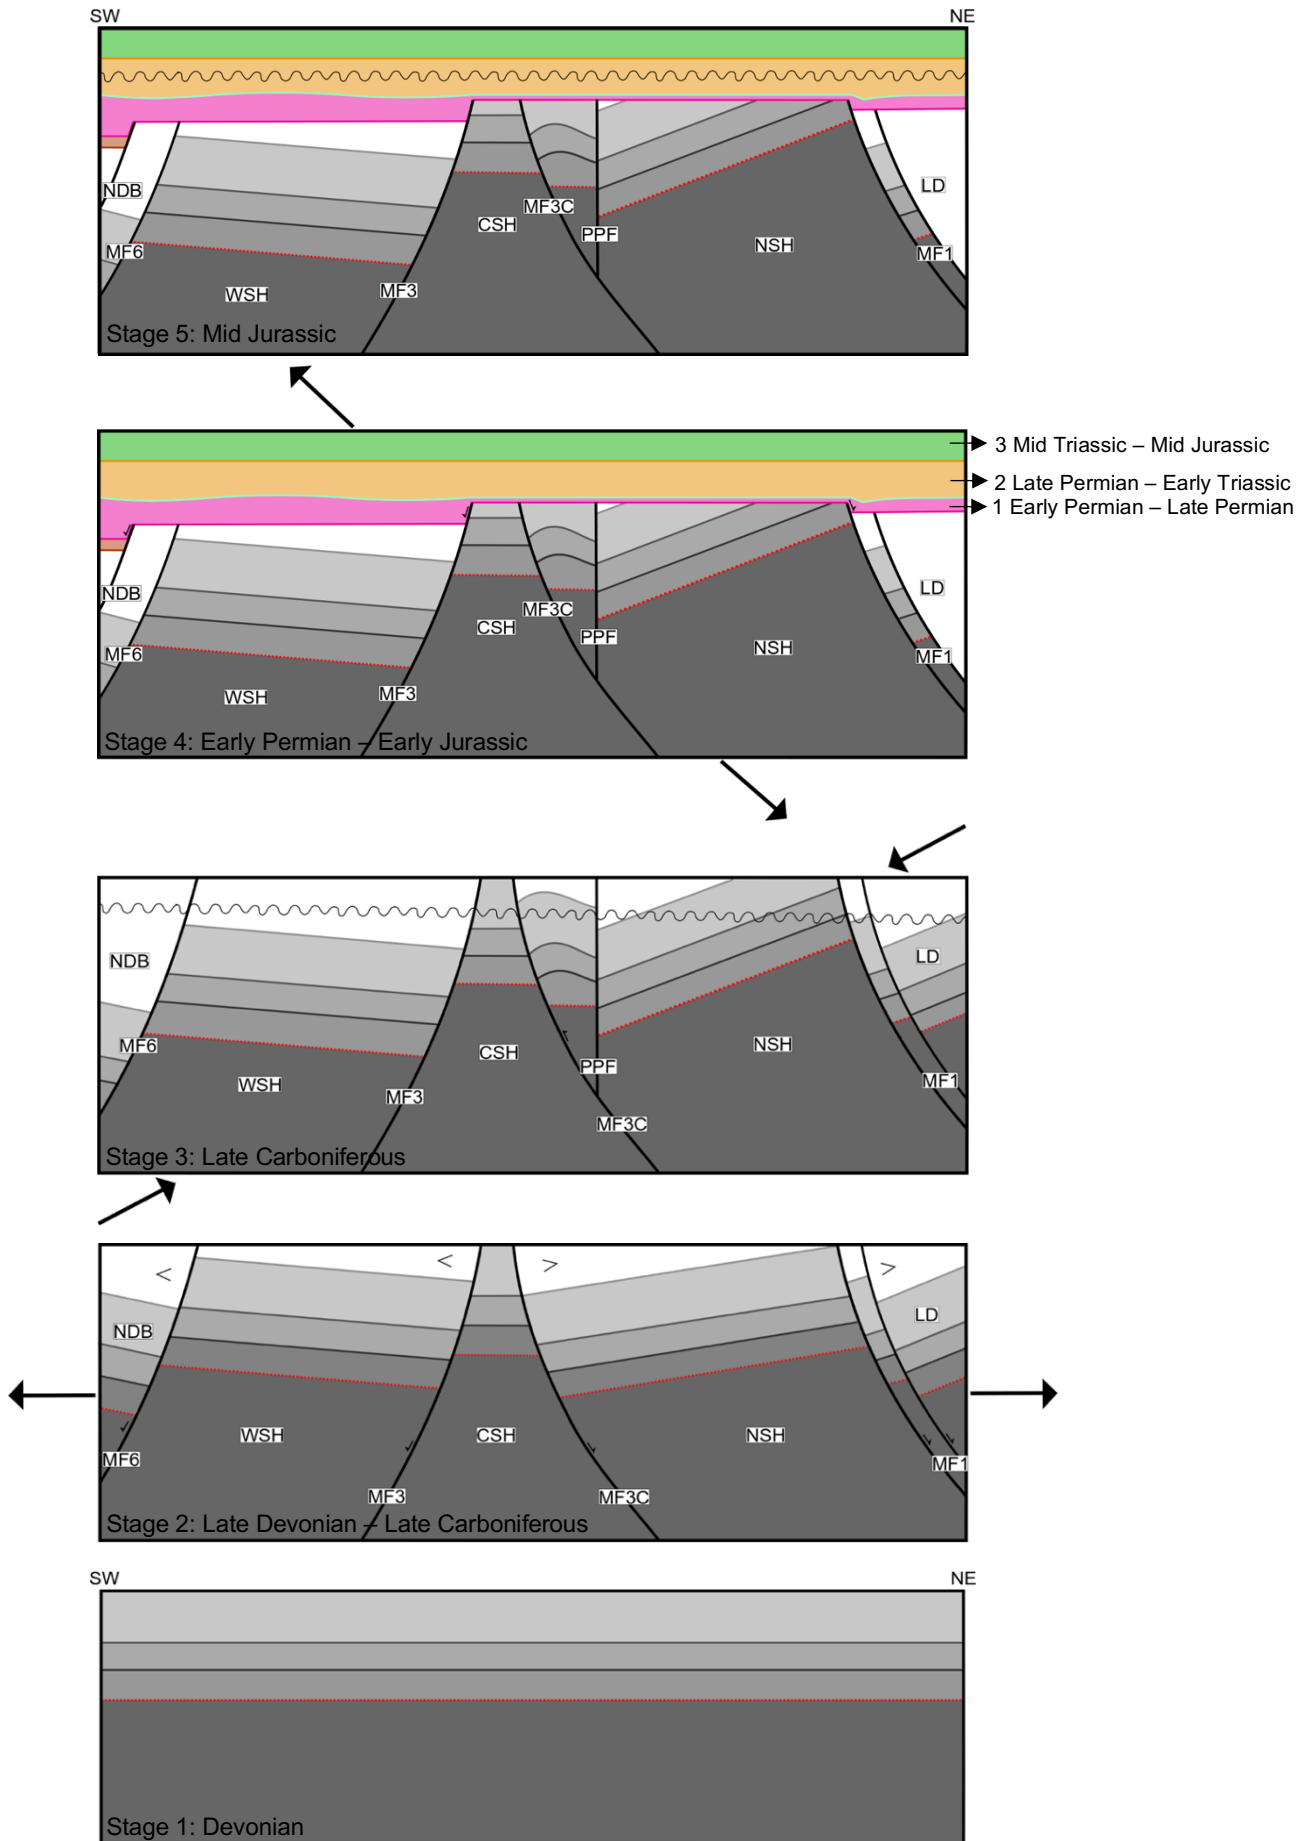 SW NE
NDB
LD
MF3C
CSH
PPF
NSH
MF6
MF1
WSH
MF3
Stage 5: Mid Jurassic
3 Mid Triassic – Mid Jurassic
2 Late Permian – Early Triassic
1 Early Permian – Late Permian
NDB
LD
MF3C
CSH
PPF
NSH
MF6
MF1
WSH
MF3
Stage 4: Early Permian – Early Jurassic
NDB
LD
MF6
CSH
NSH
PPF
WSH
MF1
MF3
MF3C
Stage 3: Late Carboniferous
NDB
LD
WSH
CSH
NSH
MF6
MF1
MF3
MF3C
Stage 2: Late Devonian – Late Carboniferous
SW NE
Stage 1: Devonian